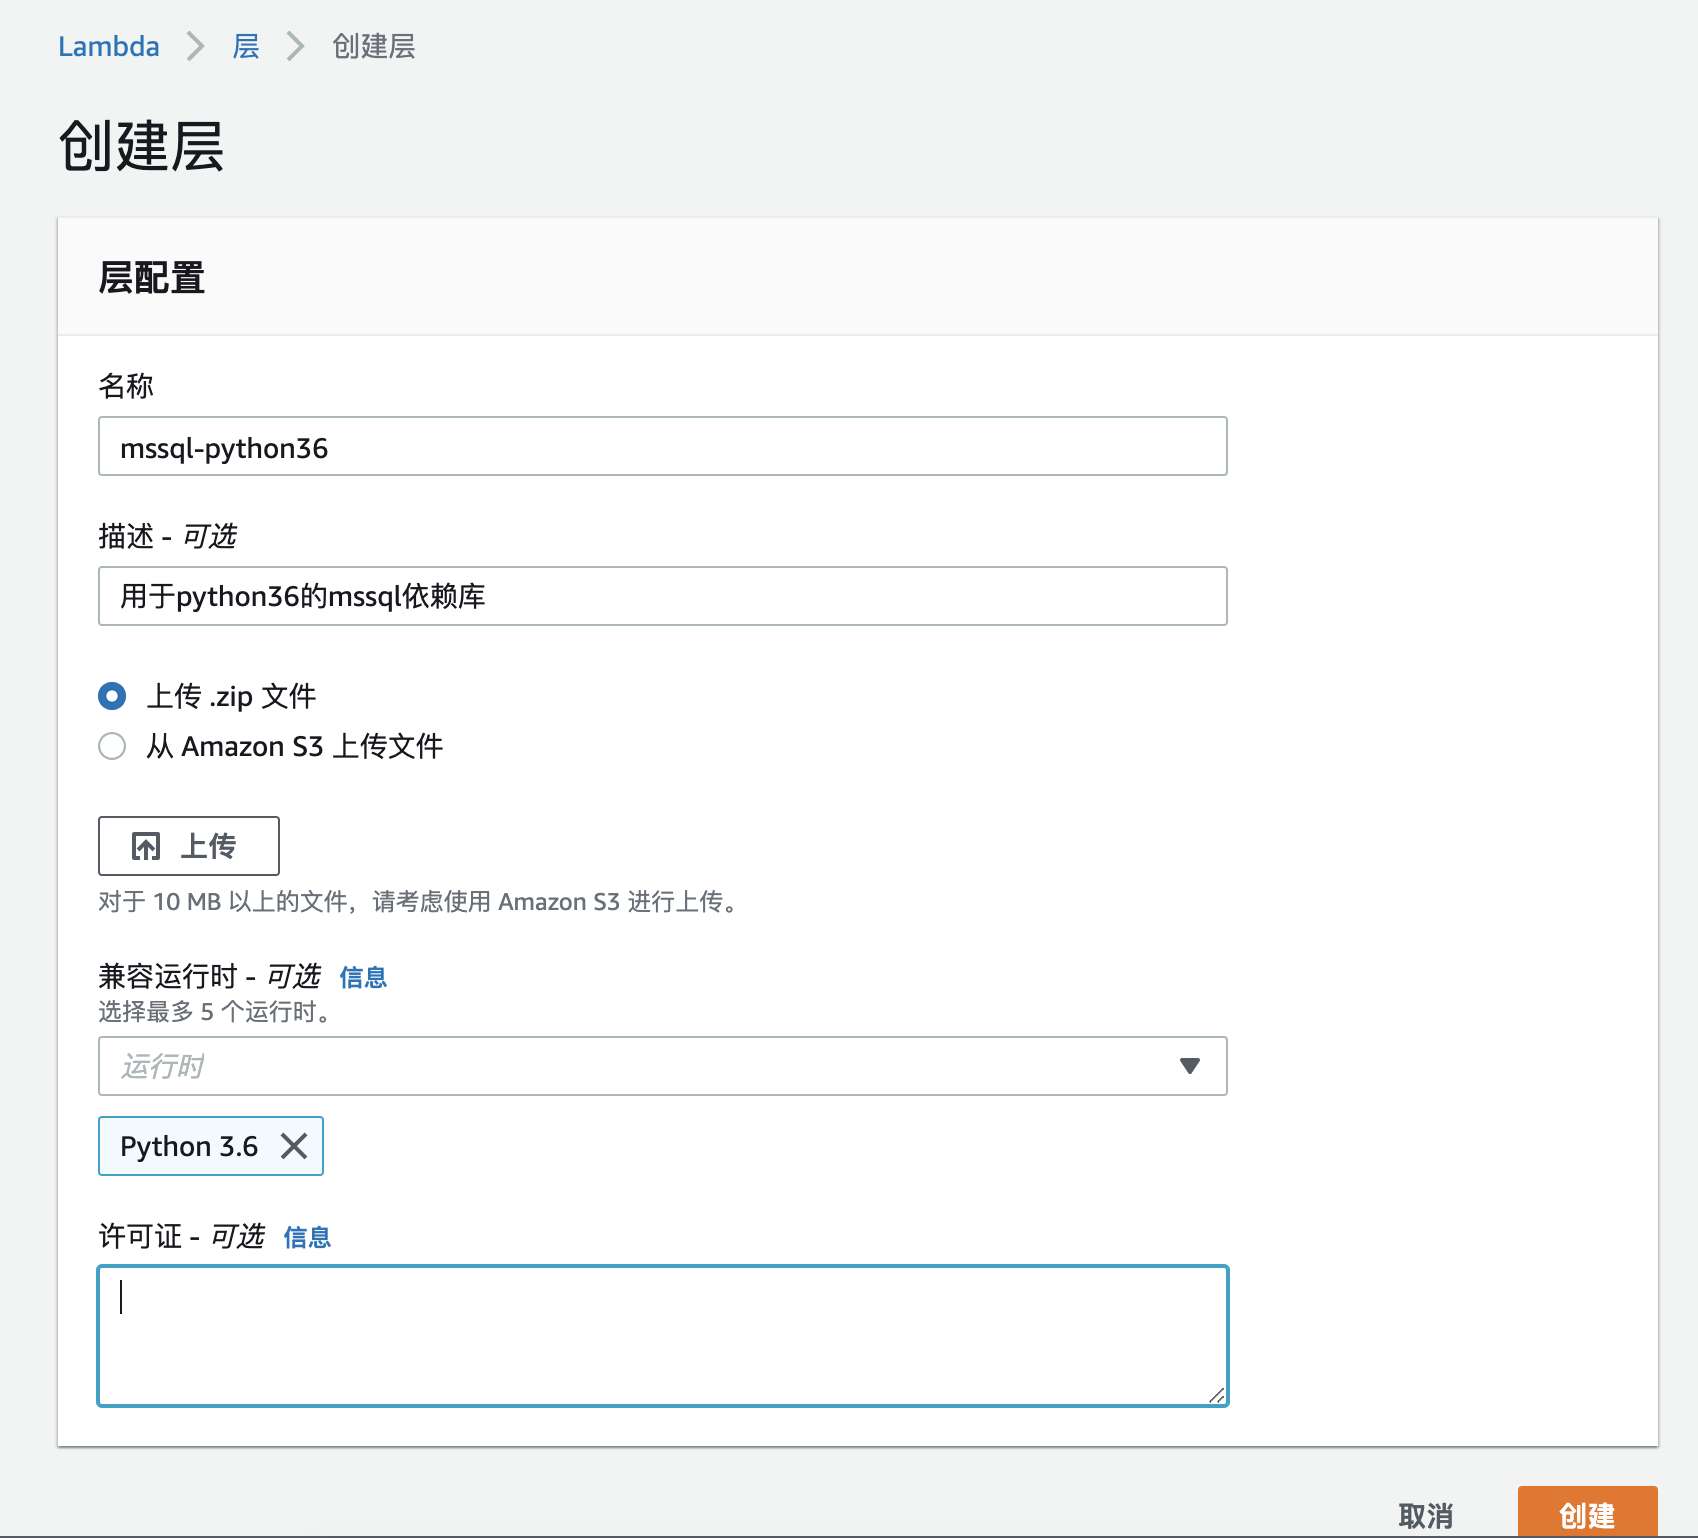 Lambda > 层 > 创建层
创建层
层配置
名称
mssql-python36
描述 - 可选
用于python36的mssql依赖库
上传 .zip 文件
从 Amazon S3 上传文件
上传
对于 10 MB 以上的文件，请考虑使用 Amazon S3 进行上传。
兼容运行时 - 可选 信息
选择最多 5 个运行时。
运行时
Python 3.6
许可证 - 可选 信息
取消 创建